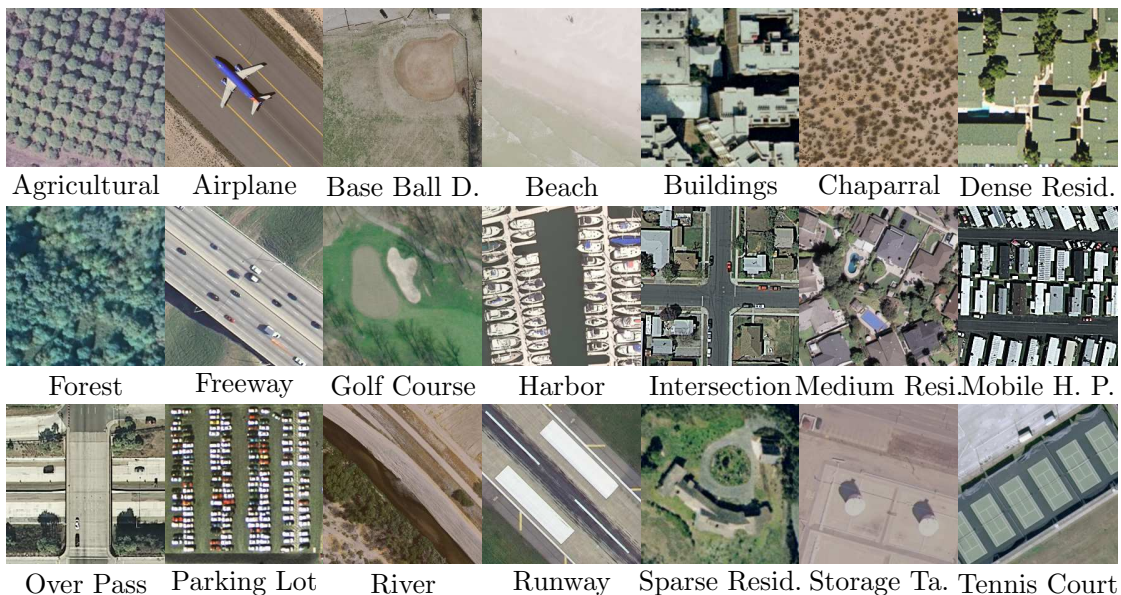 Agricultural Airplane Base Ball D. Beach Buildings Chaparral Dense Resid.
Forest Freeway Golf Course Harbor Intersection Medium Resi. Mobile H. P.
Over Pass Parking Lot River Runway Sparse Resid. Storage Ta. Tennis Court